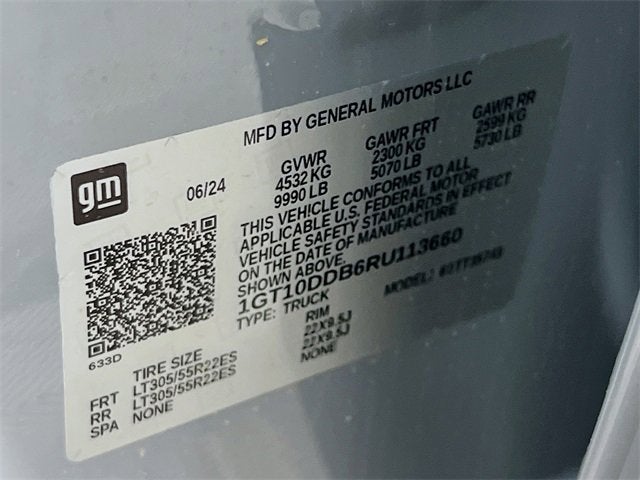 MFD BY GENERAL MOTORS LLC
gm
06/24
GVWR GAWR FRT GAWR RR
4532 KG 2300 KG 2599 KG
9990 LB 5070 LB 5730 LB
THIS VEHICLE CONFORMS TO ALL
APPLICABLE U.S. FEDERAL MOTOR
VEHICLE SAFETY STANDARDS IN EFFECT
ON THE DATE OF MANUFACTURE
SHOWN ABOVE.
1GT10DDB6RU113660
TYPE: TRUCK MODEL:
633D
TIRE SIZE RIM
FRT LT305/55R22ES 22X9.5J
RR LT305/55R22ES 22X9.5J
SPA NONE NONE